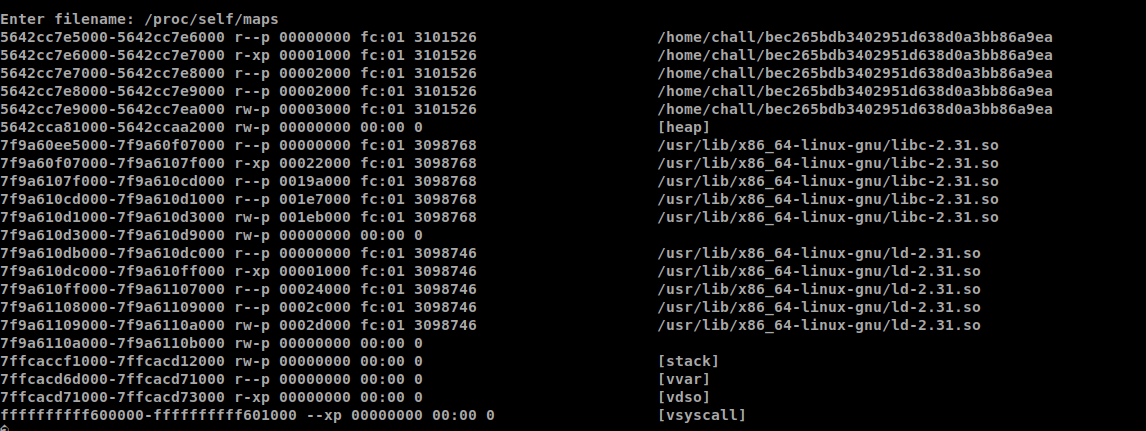 Enter filename: /proc/self/maps
5642cc7e5000-5642cc7e6000 r--p 00000000 fc:01 3101526 /home/chall/bec265bdb3402951d638d0a3bb86a9ea
5642cc7e6000-5642cc7e7000 r-xp 00001000 fc:01 3101526 /home/chall/bec265bdb3402951d638d0a3bb86a9ea
5642cc7e7000-5642cc7e8000 r--p 00002000 fc:01 3101526 /home/chall/bec265bdb3402951d638d0a3bb86a9ea
5642cc7e8000-5642cc7e9000 r--p 00002000 fc:01 3101526 /home/chall/bec265bdb3402951d638d0a3bb86a9ea
5642cc7e9000-5642cc7ea000 rw-p 00003000 fc:01 3101526 /home/chall/bec265bdb3402951d638d0a3bb86a9ea
5642cca81000-5642ccaa2000 rw-p 00000000 00:00 0 [heap]
7f9a60ee5000-7f9a60f07000 r--p 00000000 fc:01 3098768 /usr/lib/x86_64-linux-gnu/libc-2.31.so
7f9a60f07000-7f9a6107f000 r-xp 00022000 fc:01 3098768 /usr/lib/x86_64-linux-gnu/libc-2.31.so
7f9a6107f000-7f9a610cd000 r--p 0019a000 fc:01 3098768 /usr/lib/x86_64-linux-gnu/libc-2.31.so
7f9a610cd000-7f9a610d1000 r--p 001e7000 fc:01 3098768 /usr/lib/x86_64-linux-gnu/libc-2.31.so
7f9a610d1000-7f9a610d3000 rw-p 001eb000 fc:01 3098768 /usr/lib/x86_64-linux-gnu/libc-2.31.so
7f9a610d3000-7f9a610d9000 rw-p 00000000 00:00 0
7f9a610db000-7f9a610dc000 r--p 00000000 fc:01 3098746 /usr/lib/x86_64-linux-gnu/ld-2.31.so
7f9a610dc000-7f9a610ff000 r-xp 00001000 fc:01 3098746 /usr/lib/x86_64-linux-gnu/ld-2.31.so
7f9a610ff000-7f9a61107000 r--p 00024000 fc:01 3098746 /usr/lib/x86_64-linux-gnu/ld-2.31.so
7f9a61108000-7f9a61109000 r--p 0002c000 fc:01 3098746 /usr/lib/x86_64-linux-gnu/ld-2.31.so
7f9a61109000-7f9a6110a000 rw-p 0002d000 fc:01 3098746 /usr/lib/x86_64-linux-gnu/ld-2.31.so
7f9a6110a000-7f9a6110b000 rw-p 00000000 00:00 0
7ffcaccf1000-7ffcacd12000 rw-p 00000000 00:00 0 [stack]
7ffcacd6d000-7ffcacd71000 r--p 00000000 00:00 0 [vvar]
7ffcacd71000-7ffcacd73000 r-xp 00000000 00:00 0 [vdso]
ffffffffff600000-ffffffffff601000 --xp 00000000 00:00 0 [vsyscall]